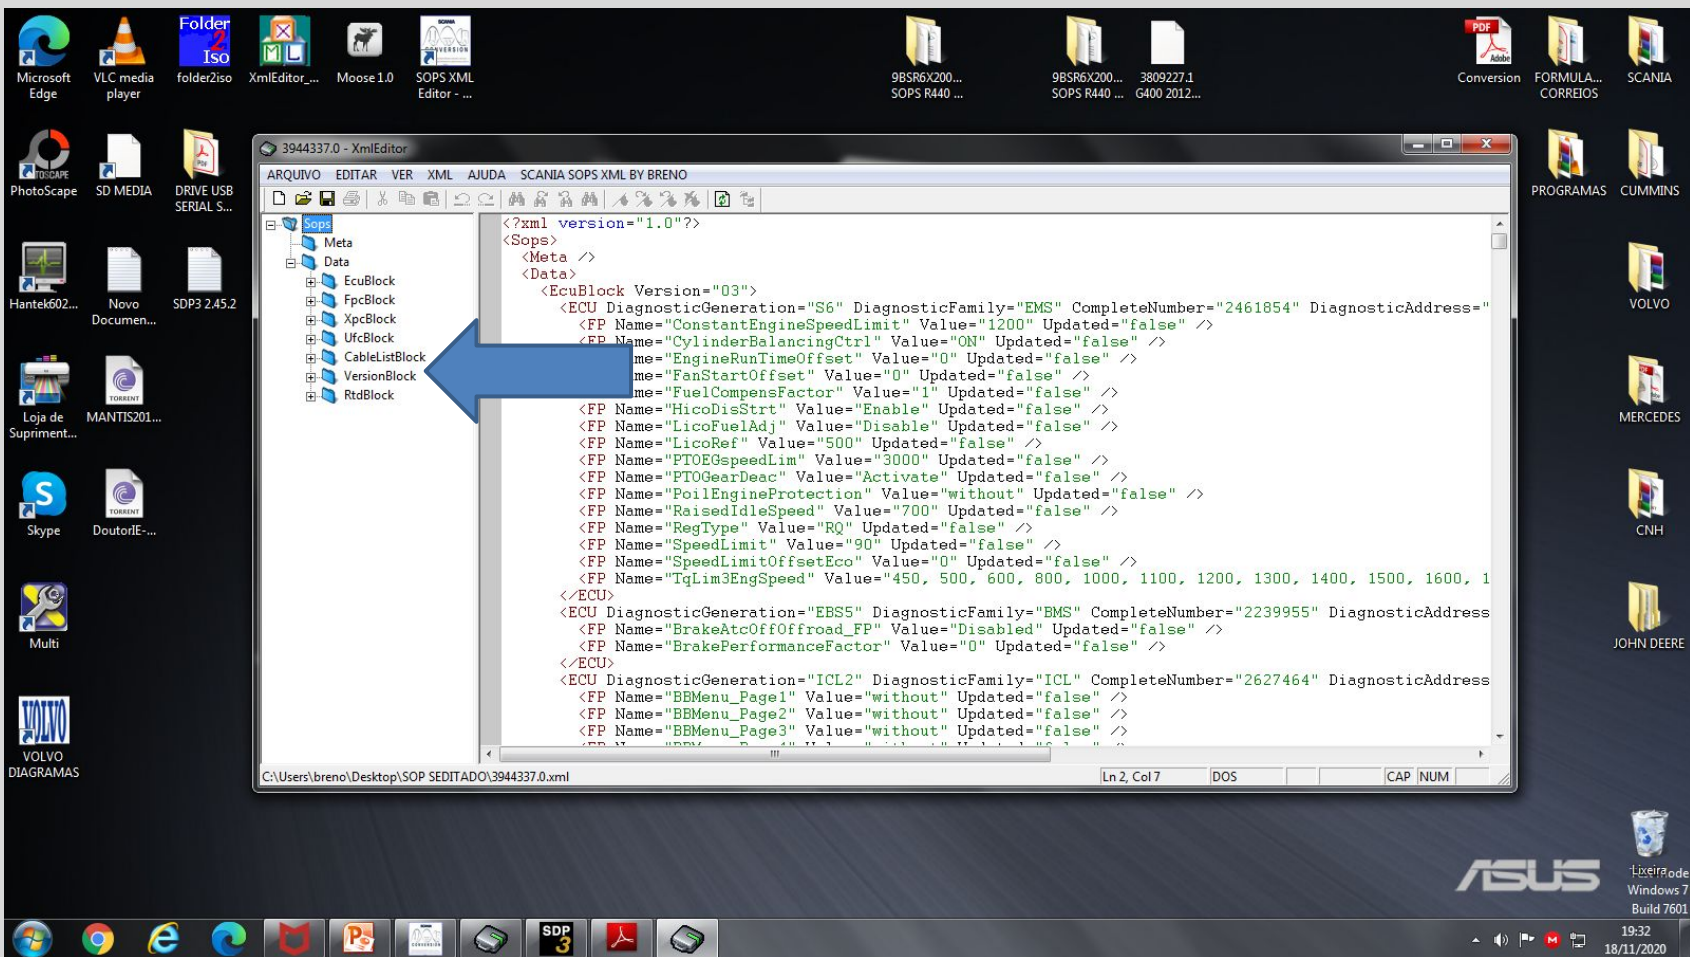 Microsoft
Edge
VLC media
player
Folder
2
Iso
folder2iso
XmlEditor_...
Moose 1.0
SCANIA
CONVERSION
SOPS XML
Editor - ...
9BSR6X200...
SOPS R440 ...
9BSR6X200...
SOPS R440 ...
3809227.1
G400 2012...
PDF
Adobe
Conversion
FORMULA...
CORREIOS
SCANIA
PhotoScape
SD MEDIA
DRIVE USB
SERIAL S...
PROGRAMAS
CUMMINS
Hantek602...
Novo
Documen...
SDP3 2.45.2
VOLVO
Loja de
Supriment...
TORRENT
MANTIS201...
MERCEDES
Skype
TORRENT
DoutorIE-...
CNH
Multi
JOHN DEERE
VOLVO
VOLVO
DIAGRAMAS
3944337.0 - XmlEditor
ARQUIVO EDITAR VER XML AJUDA SCANIA SOPS XML BY BRENO
Sops
Meta
Data
EcuBlock
FpcBlock
XpcBlock
UfcBlock
CableListBlock
VersionBlock
RtdBlock
<?xml version="1.0"?>
<Sops>
<Meta />
<Data>
<EcuBlock Version="03">
<ECU DiagnosticGeneration="S6" DiagnosticFamily="EMS" CompleteNumber="2461854" DiagnosticAddress="
<FP Name="ConstantEngineSpeedLimit" Value="1200" Updated="false" />
<FP Name="CylinderBalancingCtrl" Value="ON" Updated="false" />
me="EngineRunTimeOffset" Value="0" Updated="false" />
me="FanStartOffset" Value="0" Updated="false" />
me="FuelCompensFactor" Value="1" Updated="false" />
<FP Name="HicoDisStrt" Value="Enable" Updated="false" />
<FP Name="LicoFuelAdj" Value="Disable" Updated="false" />
<FP Name="LicoRef" Value="500" Updated="false" />
<FP Name="PTOEGspeedLim" Value="3000" Updated="false" />
<FP Name="PTOGearDeac" Value="Activate" Updated="false" />
<FP Name="PoilEngineProtection" Value="without" Updated="false" />
<FP Name="RaisedIdleSpeed" Value="700" Updated="false" />
<FP Name="RegType" Value="RQ" Updated="false" />
<FP Name="SpeedLimit" Value="90" Updated="false" />
<FP Name="SpeedLimitOffsetEco" Value="0" Updated="false" />
<FP Name="TqLim3EngSpeed" Value="450, 500, 600, 800, 1000, 1100, 1200, 1300, 1400, 1500, 1600, 1
</ECU>
<ECU DiagnosticGeneration="EBS5" DiagnosticFamily="BMS" CompleteNumber="2239955" DiagnosticAddress
<FP Name="BrakeAtcOffOffroad_FP" Value="Disabled" Updated="false" />
<FP Name="BrakePerformanceFactor" Value="0" Updated="false" />
</ECU>
<ECU DiagnosticGeneration="ICL2" DiagnosticFamily="ICL" CompleteNumber="2627464" DiagnosticAddress
<FP Name="BBMenu_Page1" Value="without" Updated="false" />
<FP Name="BBMenu_Page2" Value="without" Updated="false" />
<FP Name="BBMenu_Page3" Value="without" Updated="false" />
C:\Users\breno\Desktop\SOP SEDITADO\3944337.0.xml
Ln 2, Col 7 DOS CAP NUM
ASUS
Lixeira
Windows 7
Build 7601
SDP
3
19:32
18/11/2020